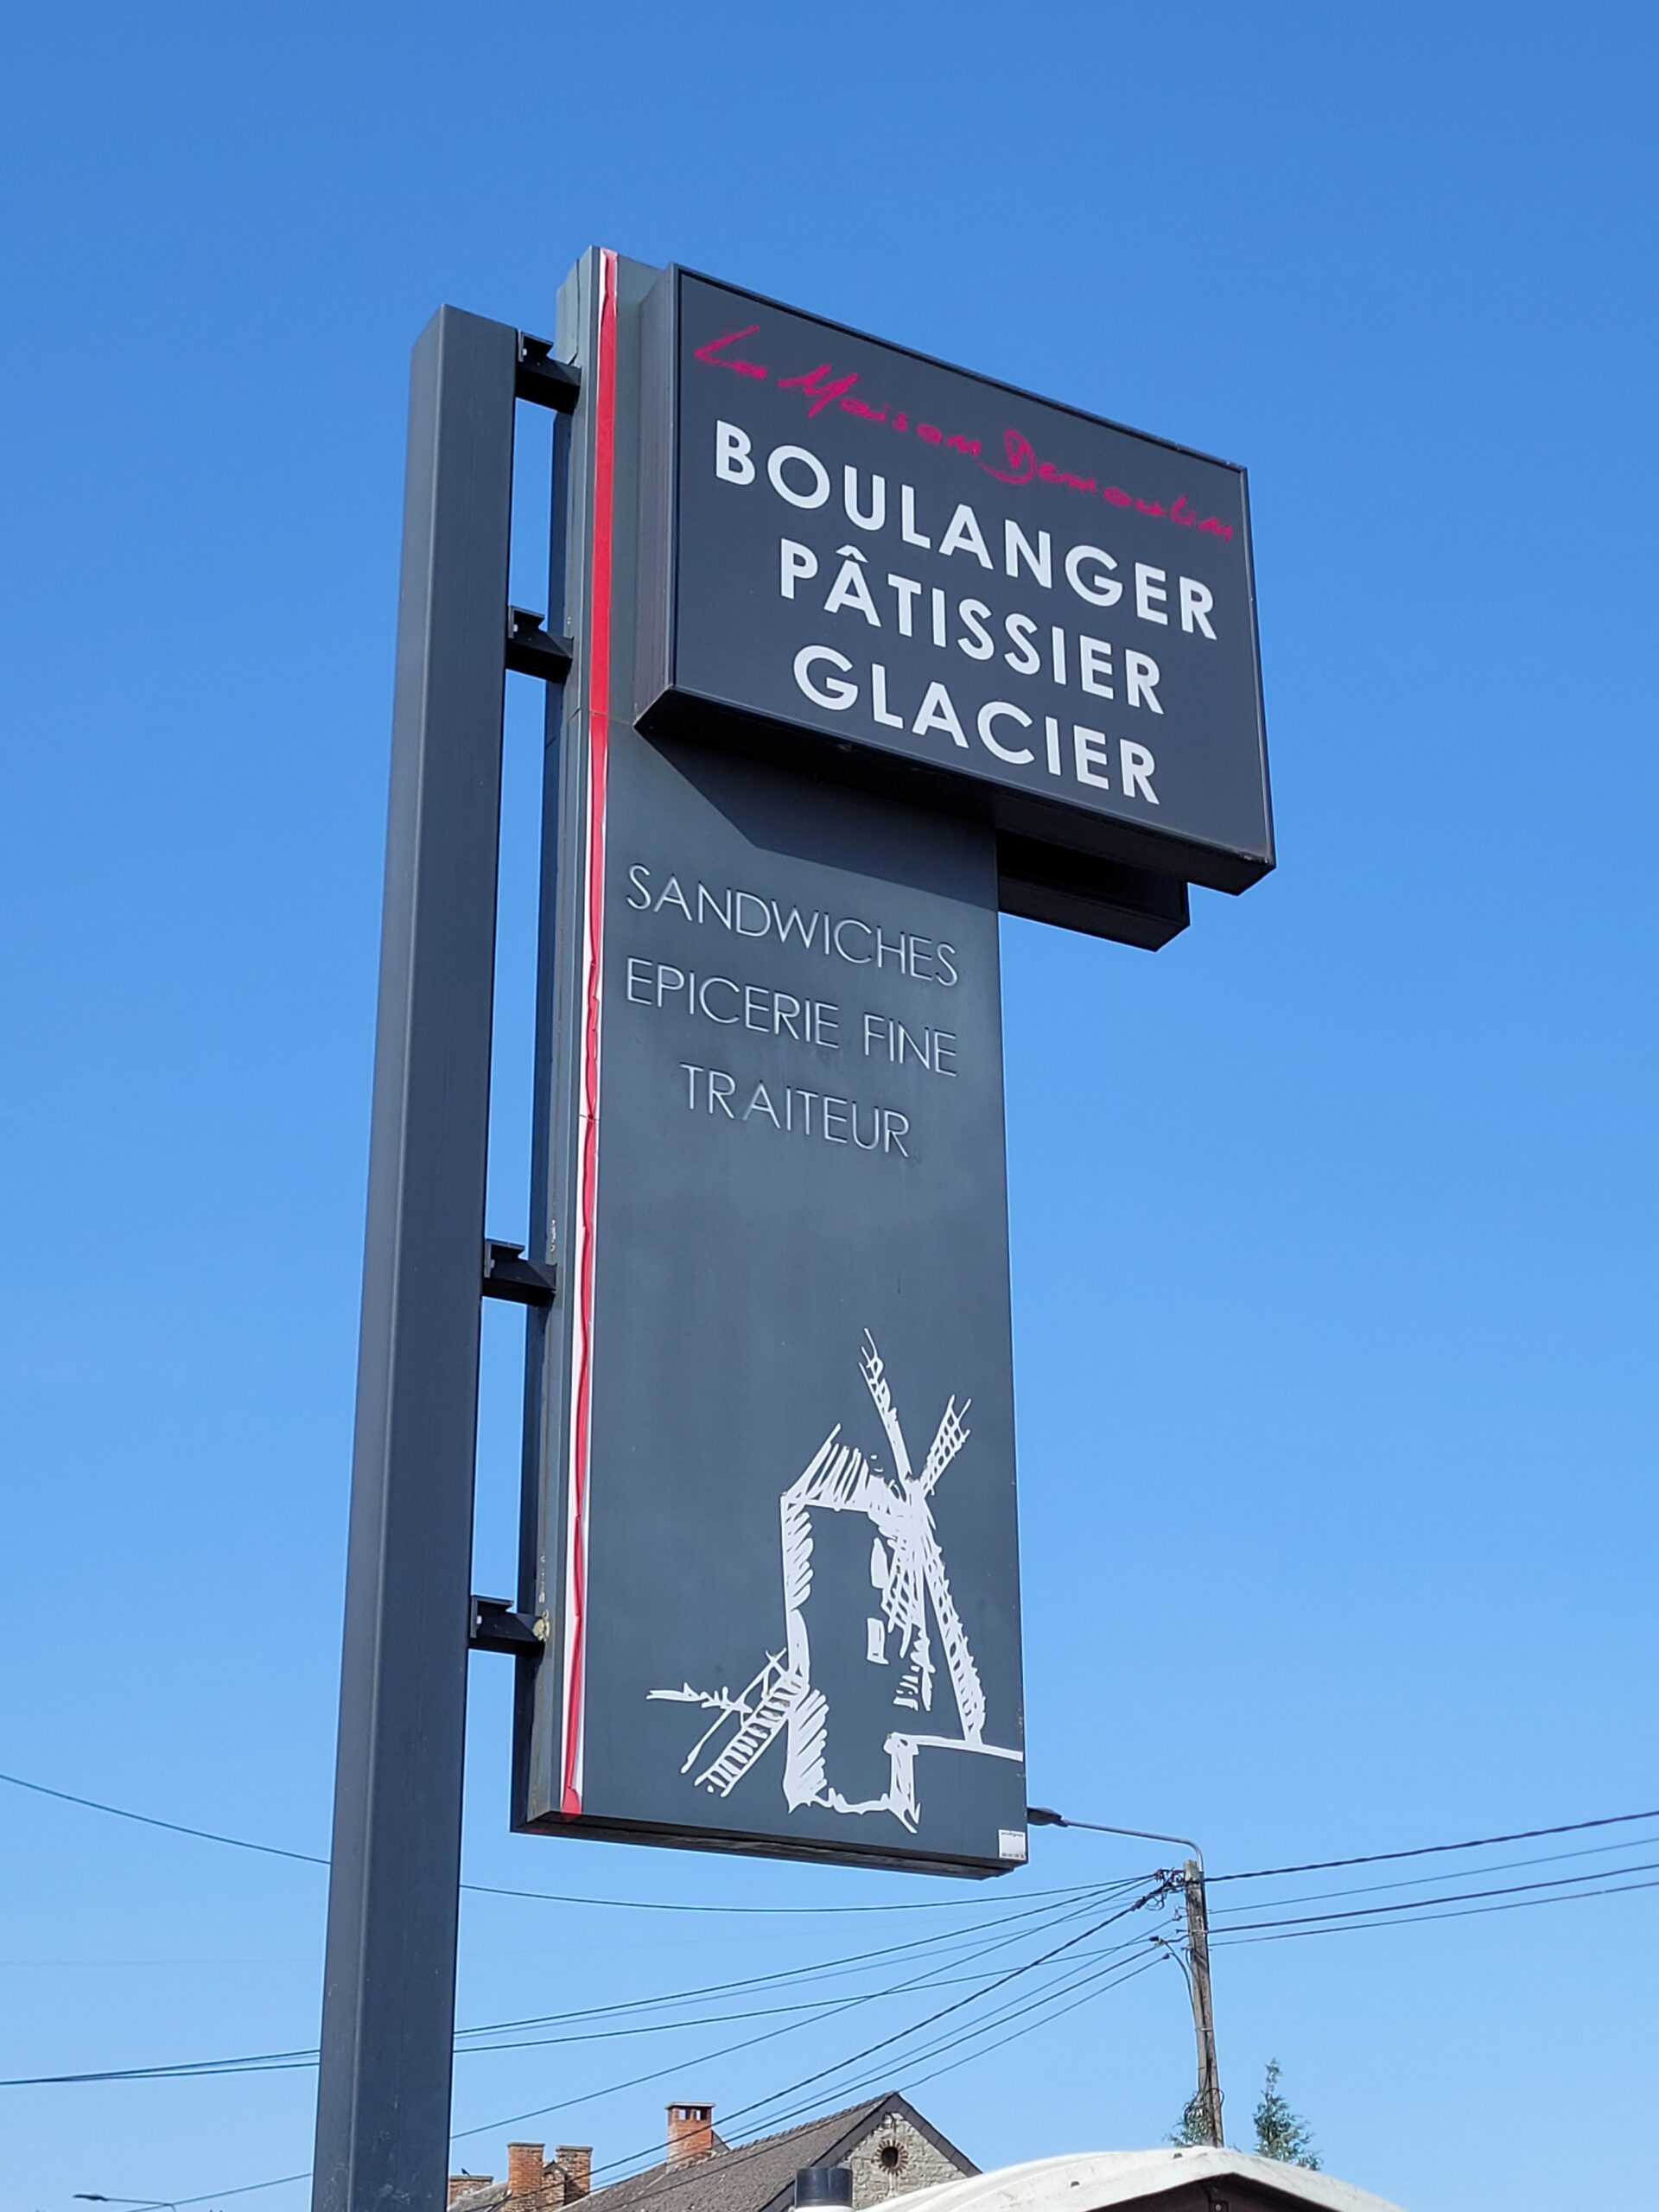 La Maison Demoulin
BOULANGER
PÂTISSIER
GLACIER
SANDWICHES
EPICERIE FINE
TRAITEUR